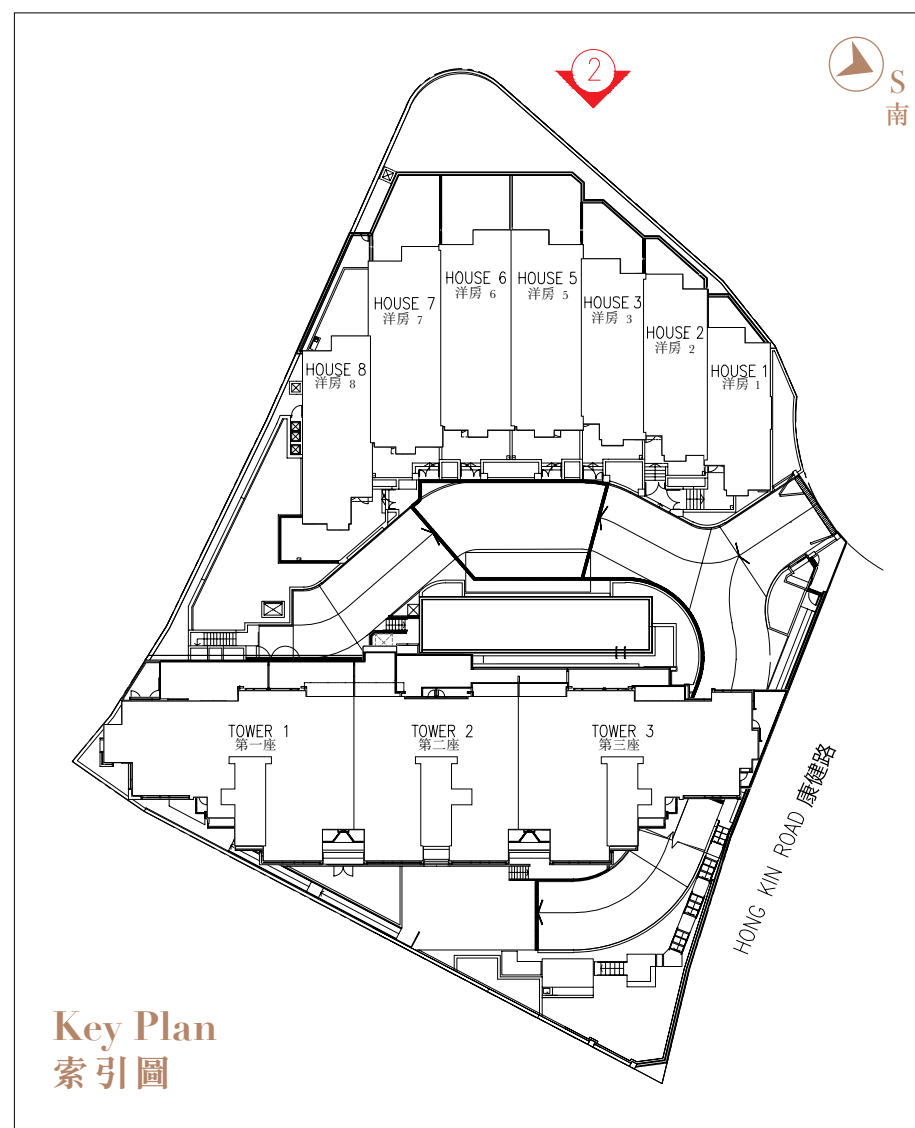 2
S
南
HOUSE 6
洋房 6
HOUSE 5
洋房 5
HOUSE 7
洋房 7
HOUSE 3
洋房 3
HOUSE 2
洋房 2
HOUSE 8
洋房 8
HOUSE 1
洋房 1
TOWER 1
第一座
TOWER 2
第二座
TOWER 3
第三座
HONG KIN ROAD 康健路
Key Plan
索引圖